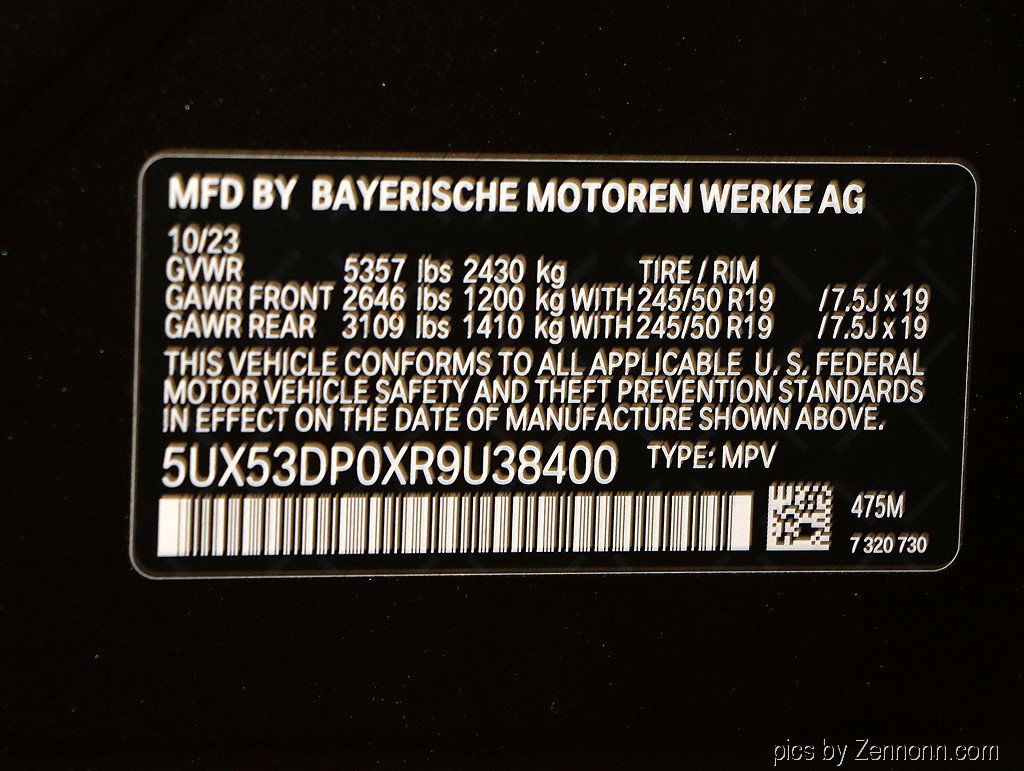 MFD BY BAYERISCHE MOTOREN WERKE AG
10/23
GVWR 5357 lbs 2430 kg TIRE / RIM
GAWR FRONT 2646 lbs 1200 kg WITH 245/50 R19 /7.5J x 19
GAWR REAR 3109 lbs 1410 kg WITH 245/50 R19 /7.5J x 19
THIS VEHICLE CONFORMS TO ALL APPLICABLE U. S. FEDERAL
MOTOR VEHICLE SAFETY AND THEFT PREVENTION STANDARDS
IN EFFECT ON THE DATE OF MANUFACTURE SHOWN ABOVE.
5UX53DP0XR9U38400 TYPE: MPV
475M
7 320 730
pics by Zennonn.com